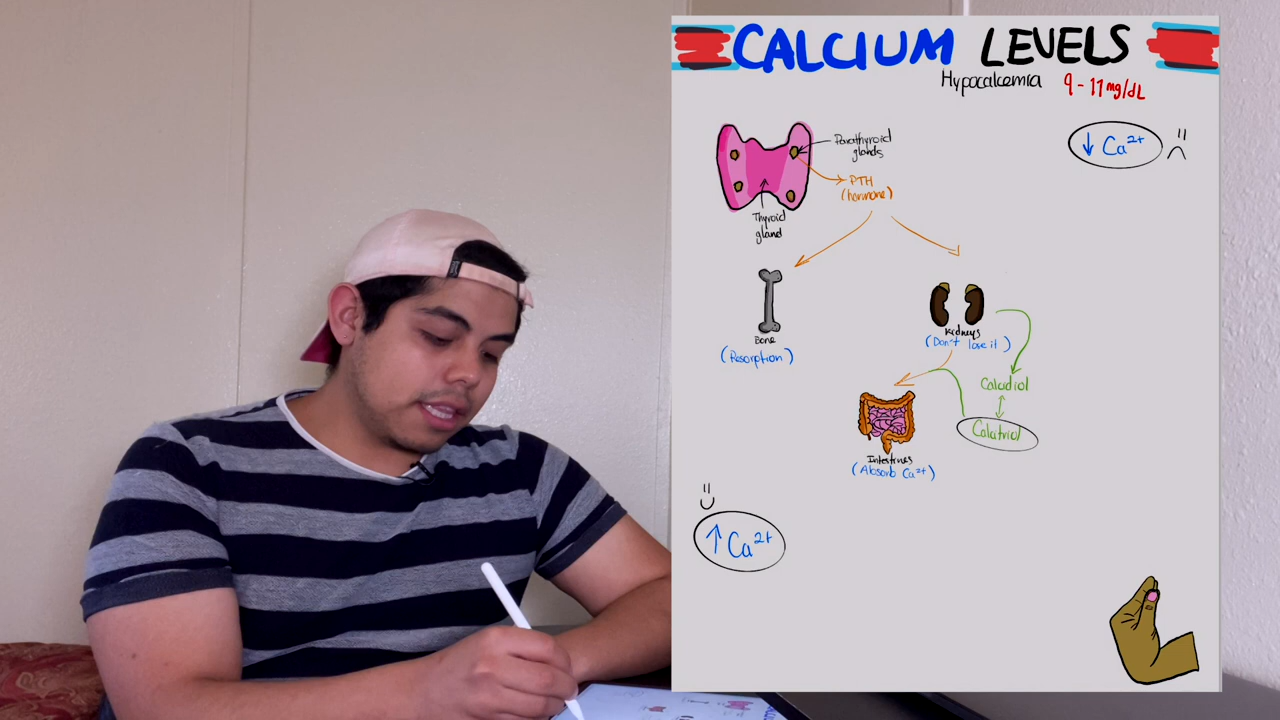 CALCIUM LEVELS
Hypocalcemia 9-11 mg/dL
Parathyroid
glands
PTH
(hormone)
Thyroid
gland
↓ Ca²⁺
Bone
(Resorption)
Kidneys
(Don't lose it)
Calcidiol
Calcitriol
Intestines
(Absorb Ca²⁺)
↑ Ca²⁺